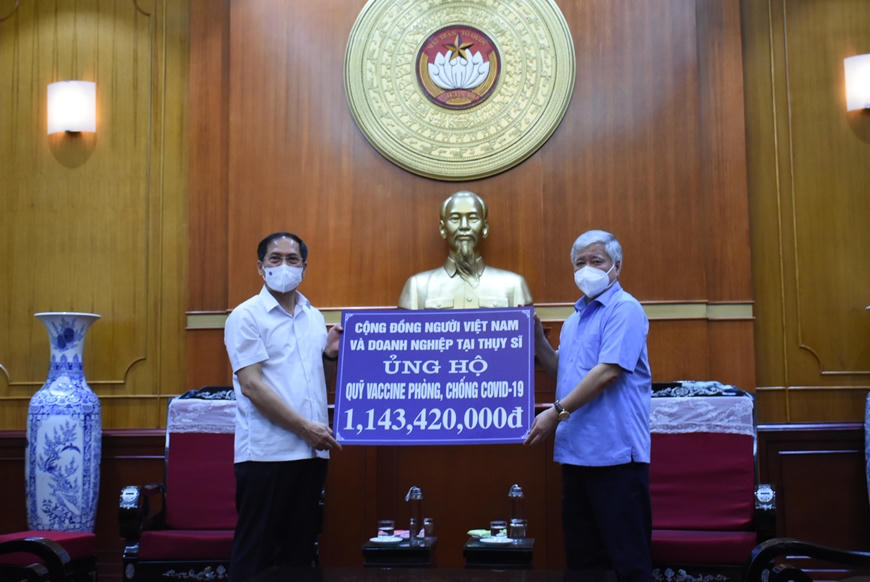 CỘNG ĐỒNG NGƯỜI VIỆT NAM
VÀ DOANH NGHIỆP TẠI THỤY SĨ
ỦNG HỘ
QUỸ VACCINE PHÒNG, CHỐNG COVID-19
1,143,420,000đ